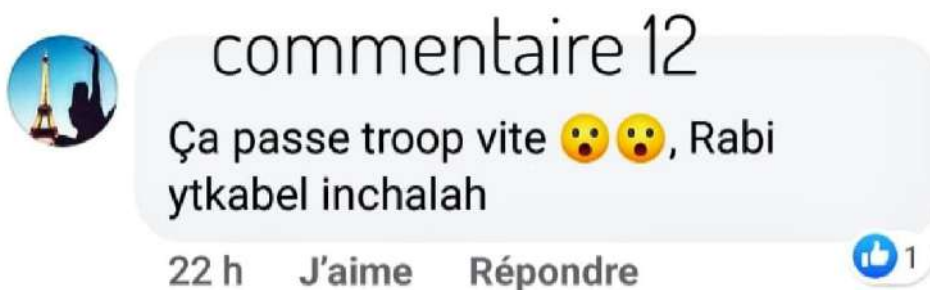 commentaire 12
Ça passe troop vite 😮😮, Rabi
ytkabel inchalah
22 h J'aime Répondre 1